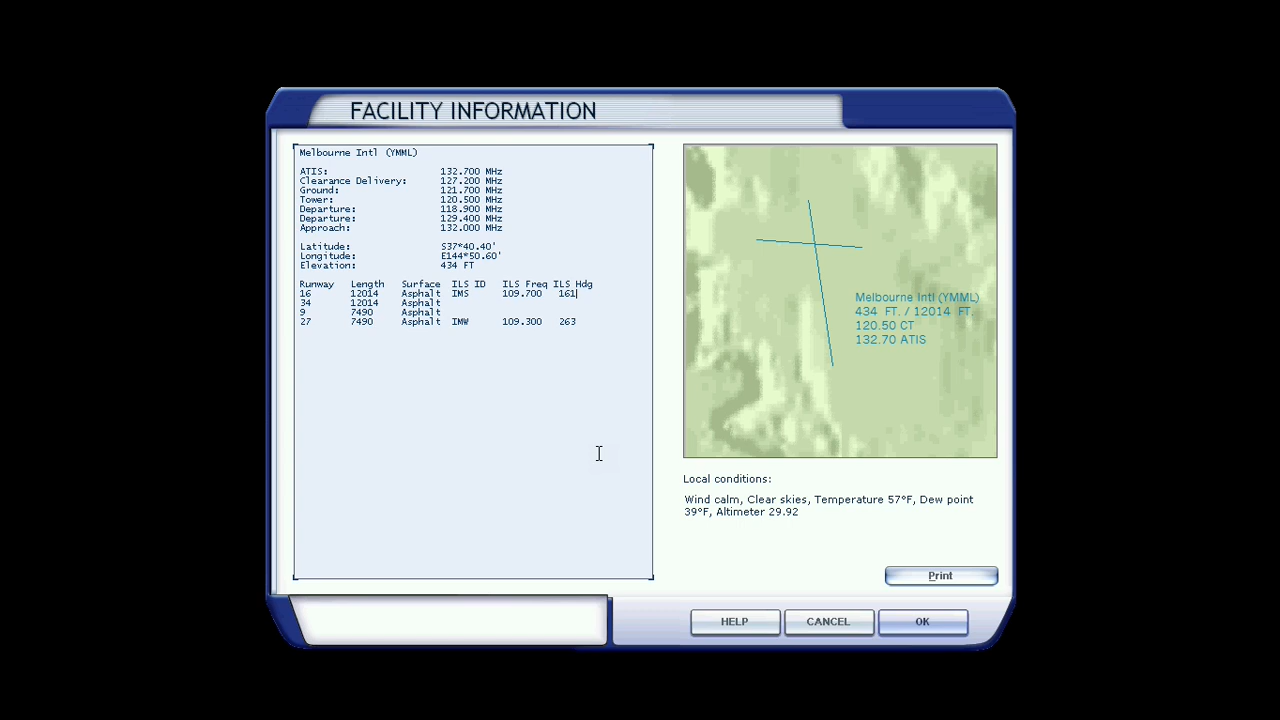 FACILITY INFORMATION
Melbourne Intl (YMML)
ATIS: 132.700 MHz
Clearance Delivery: 127.200 MHz
Ground: 121.700 MHz
Tower: 120.500 MHz
Departure: 118.900 MHz
Departure: 129.400 MHz
Approach: 132.000 MHz
Latitude: S37*40.40'
Longitude: E144*50.60'
Elevation: 434 FT
Runway Length Surface ILS ID ILS Freq ILS Hdg
16 12014 Asphalt IMS 109.700 161
34 12014 Asphalt
9 7490 Asphalt
27 7490 Asphalt IMW 109.300 263
Melbourne Intl (YMML)
434 FT. / 12014 FT.
120.50 CT
132.70 ATIS
Local conditions:
Wind calm, Clear skies, Temperature 57°F, Dew point
39°F, Altimeter 29.92
Print
HELP CANCEL OK